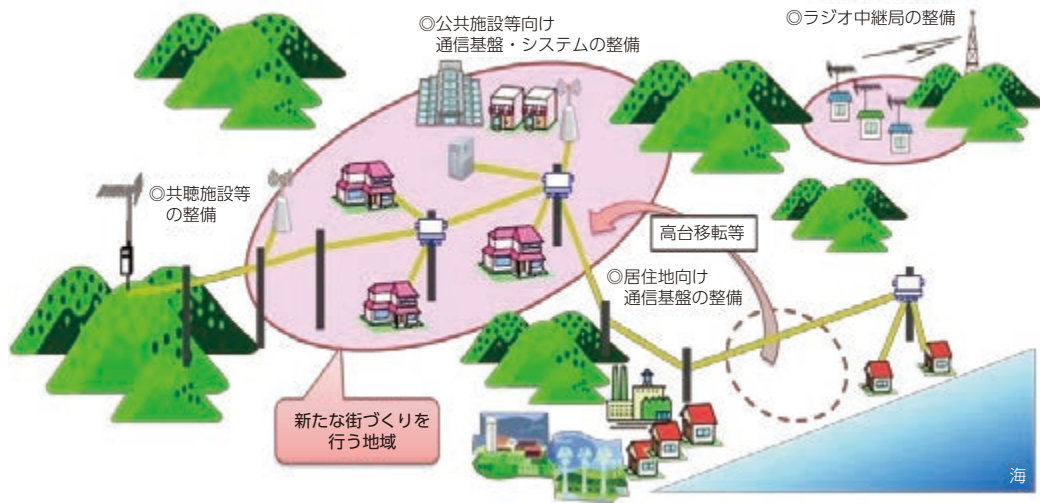 ◎公共施設等向け
通信基盤・システムの整備
◎ラジオ中継局の整備
◎共聴施設等
の整備
高台移転等
◎居住地向け
通信基盤の整備
新たな街づくりを
行う地域
海